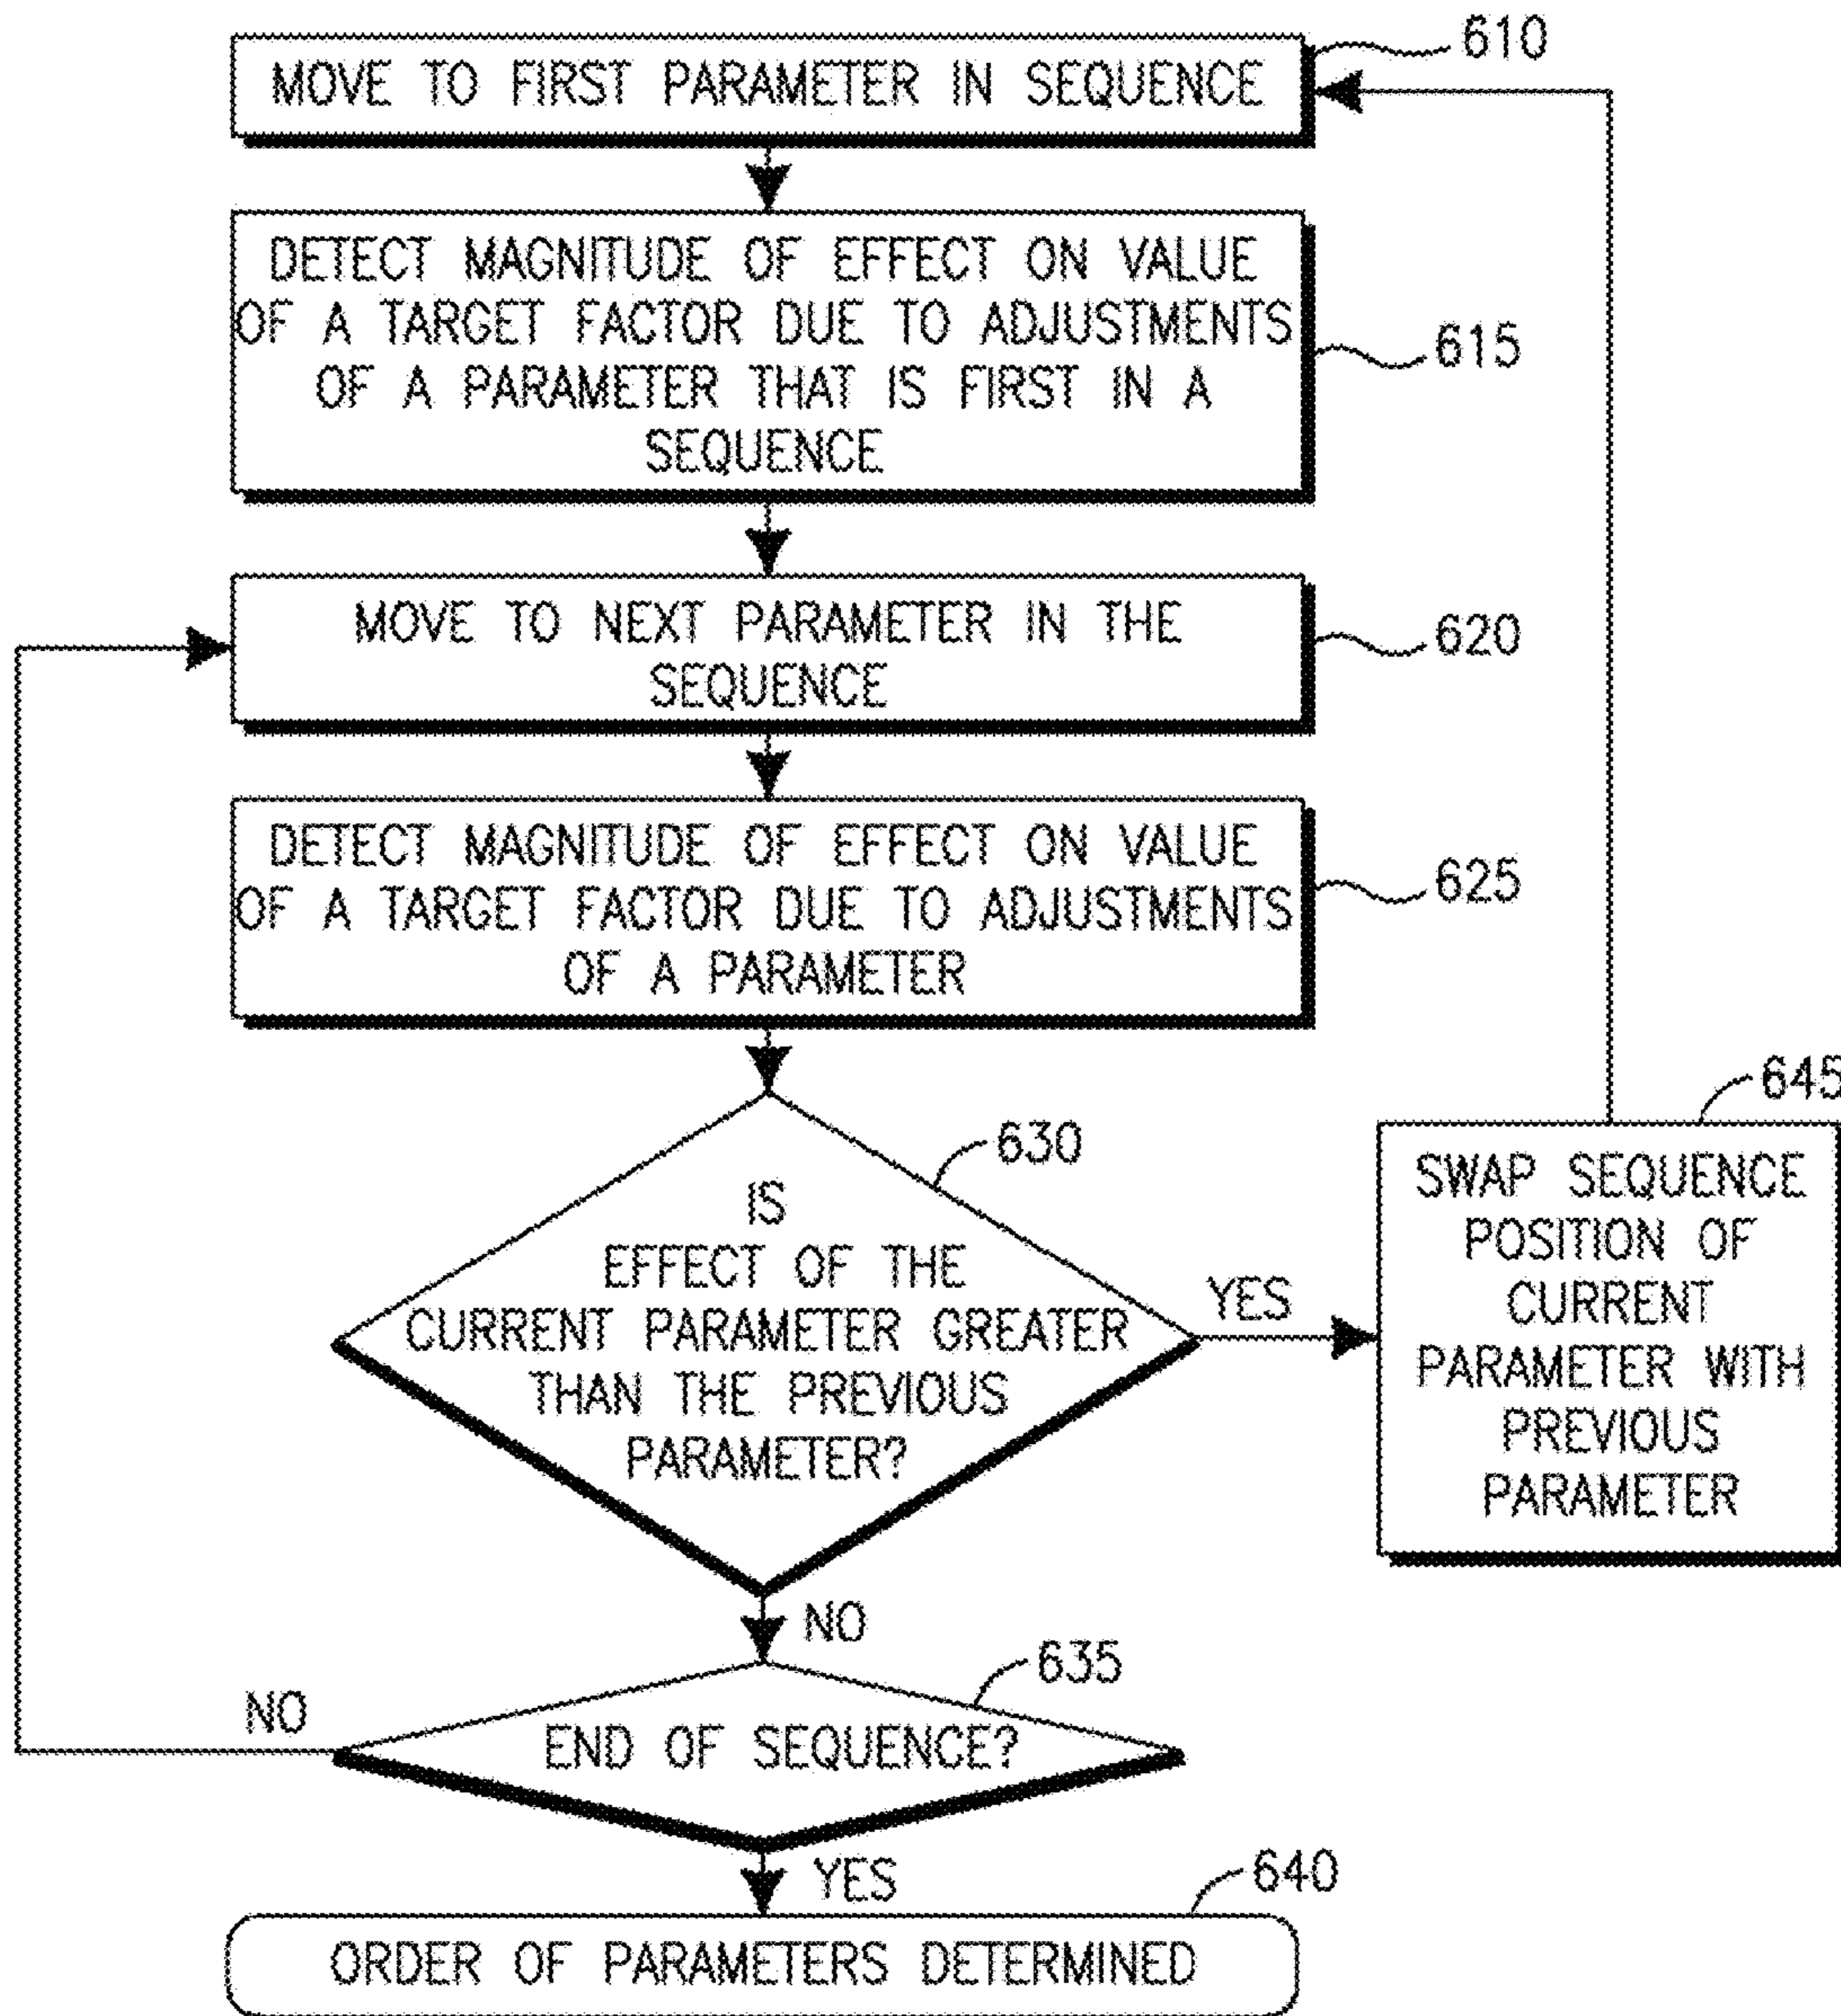 610
MOVE TO FIRST PARAMETER IN SEQUENCE
DETECT MAGNITUDE OF EFFECT ON VALUE
OF A TARGET FACTOR DUE TO ADJUSTMENTS
OF A PARAMETER THAT IS FIRST IN A
SEQUENCE
615
MOVE TO NEXT PARAMETER IN THE
SEQUENCE
620
DETECT MAGNITUDE OF EFFECT ON VALUE
OF A TARGET FACTOR DUE TO ADJUSTMENTS
OF A PARAMETER
625
630
IS
EFFECT OF THE
CURRENT PARAMETER GREATER
THAN THE PREVIOUS
PARAMETER?
YES
645
SWAP SEQUENCE
POSITION OF
CURRENT
PARAMETER WITH
PREVIOUS
PARAMETER
NO
635
END OF SEQUENCE?
NO
YES
640
ORDER OF PARAMETERS DETERMINED